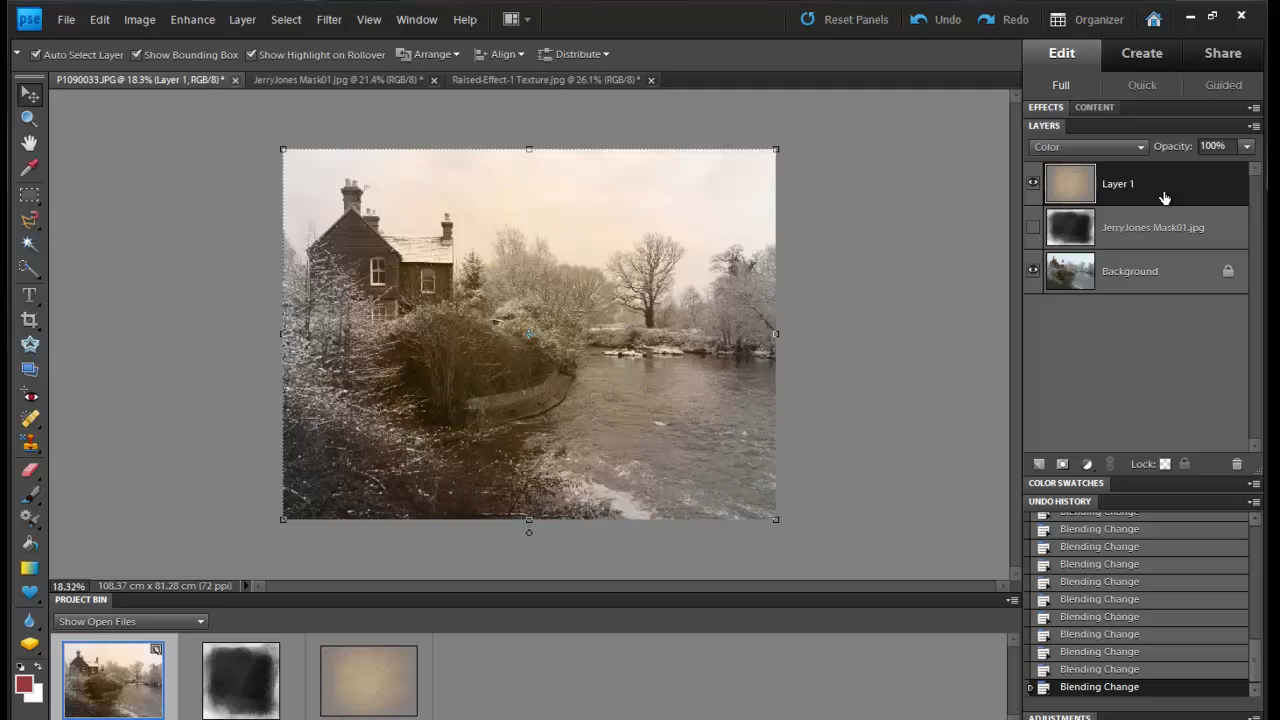 pse File Edit Image Enhance Layer Select Filter View Window Help Reset Panels Undo Redo Organizer
Auto Select Layer Show Bounding Box Show Highlight on Rollover Arrange Align Distribute
Edit Create Share
P1090033.JPG @ 18.3% (Layer 1, RGB/8) * JerryJones Mask01.jpg @ 21.4% (RGB/8) * Raised-Effect-1 Texture.jpg @ 26.1% (RGB/8) *
Full Quick Guided
EFFECTS CONTENT
LAYERS
Color Opacity: 100%
Layer 1
JerryJones Mask01.jpg
Background
Lock:
COLOR SWATCHES
UNDO HISTORY
Blending Change
Blending Change
Blending Change
Blending Change
Blending Change
Blending Change
Blending Change
Blending Change
Blending Change
Blending Change
Blending Change
18.32% 108.37 cm x 81.28 cm (72 ppi)
PROJECT BIN
Show Open Files
ADJUSTMENTS